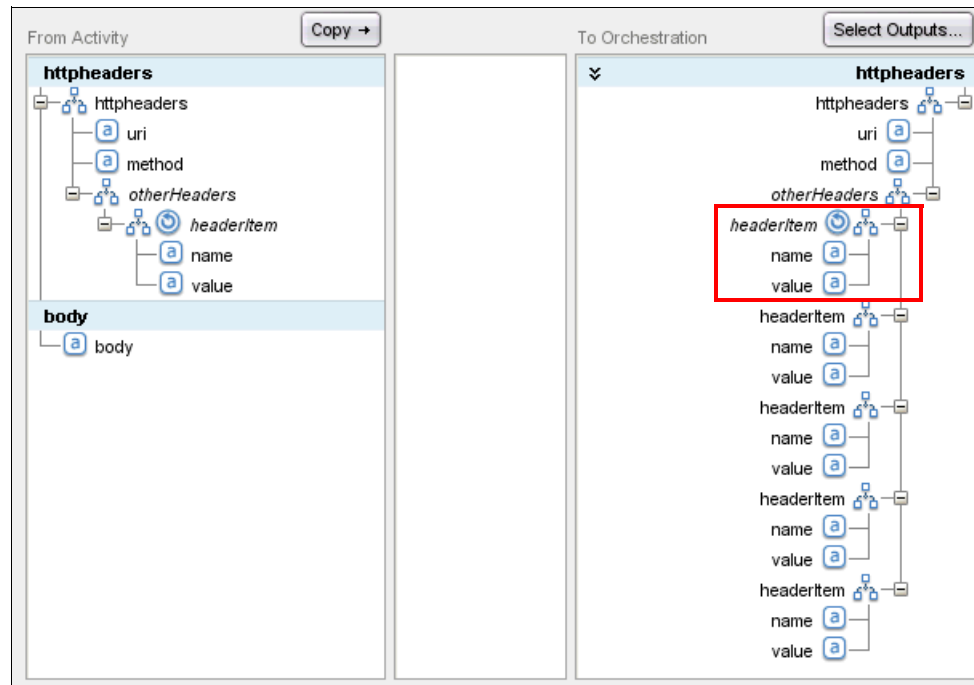 From Activity
Copy →
To Orchestration
Select Outputs...
httpheaders
httpheaders
a uri
a method
otherHeaders
headerItem
a name
a value
body
a body
httpheaders
httpheaders
uri a
method a
otherHeaders
headerItem
name a
value a
headerItem
name a
value a
headerItem
name a
value a
headerItem
name a
value a
headerItem
name a
value a